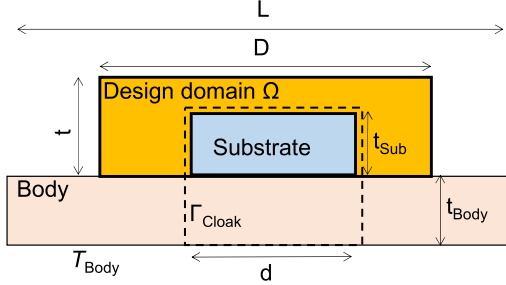 L
D
Design domain Ω
t
t_Sub
Substrate
Body
Γ_Cloak
t_Body
T_Body
d